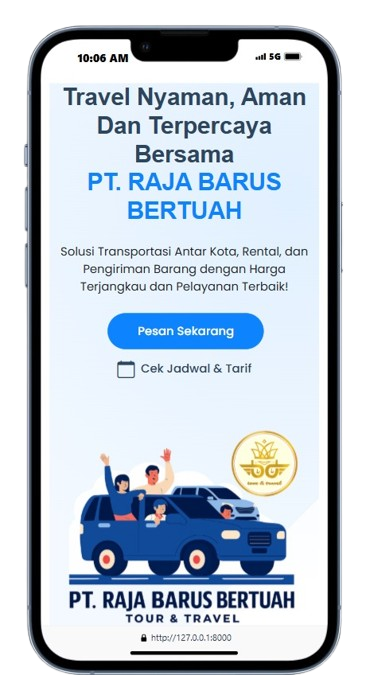 10:06 AM 5G
Travel Nyaman, Aman
Dan Terpercaya
Bersama
PT. RAJA BARUS
BERTUAH
Solusi Transportasi Antar Kota, Rental, dan
Pengiriman Barang dengan Harga
Terjangkau dan Pelayanan Terbaik!
Pesan Sekarang
Cek Jadwal & Tarif
tour & travel
PT. RAJA BARUS BERTUAH
TOUR & TRAVEL
http://127.0.0.1:8000